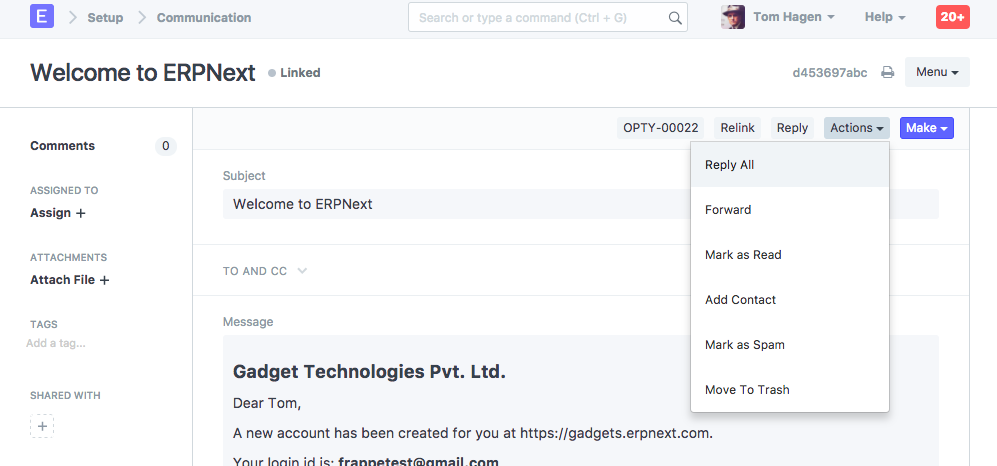 E Setup Communication Search or type a command (Ctrl + G) Tom Hagen Help 20+
Welcome to ERPNext Linked d453697abc Menu
OPTY-00022 Relink Reply Actions Make
Comments 0
ASSIGNED TO
Assign +
ATTACHMENTS
Attach File +
TAGS
Add a tag...
SHARED WITH
+
Reply All
Forward
Mark as Read
Add Contact
Mark as Spam
Move To Trash
Subject
Welcome to ERPNext
TO AND CC
Message
Gadget Technologies Pvt. Ltd.
Dear Tom,
A new account has been created for you at https://gadgets.erpnext.com.
Your login id is: frappetest@gmail.com